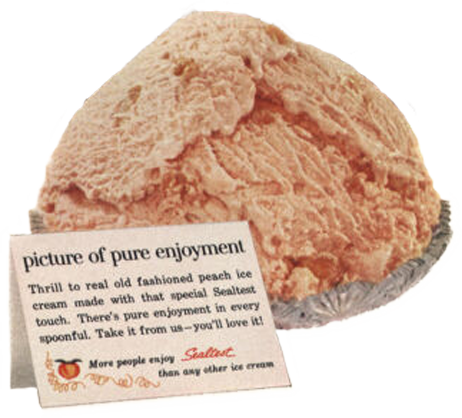 picture of pure enjoyment
Thrill to real old fashioned peach ice
cream made with that special Sealtest
touch. There's pure enjoyment in every
spoonful. Take it from us—you'll love it!
More people enjoy Sealtest
than any other ice cream